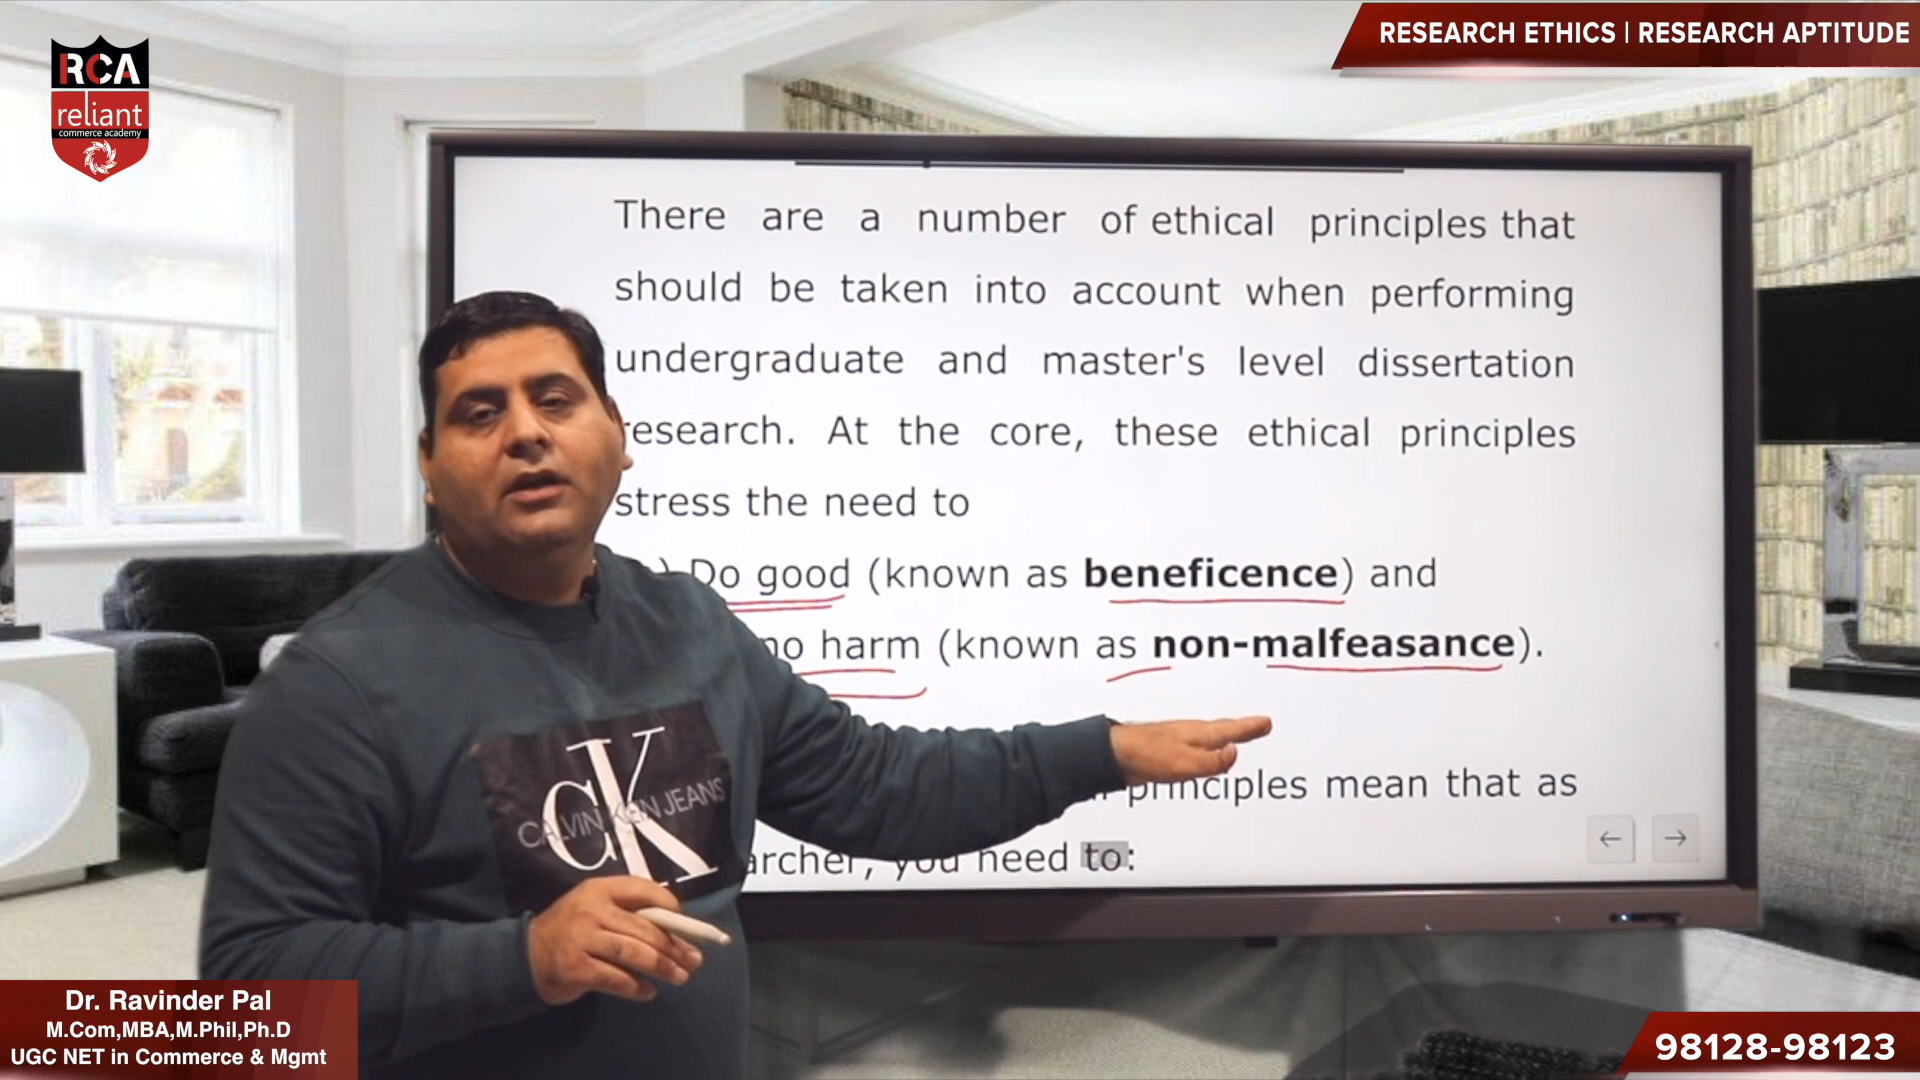 RESEARCH ETHICS | RESEARCH APTITUDE
RCA
reliant
commerce academy
There are a number of ethical principles that
should be taken into account when performing
undergraduate and master's level dissertation
research. At the core, these ethical principles
stress the need to
) Do good (known as beneficence) and
no harm (known as non-malfeasance).
principles mean that as
archer, you need to:
CK
CALVIN KLEIN JEANS
Dr. Ravinder Pal
M.Com,MBA,M.Phil,Ph.D
UGC NET in Commerce & Mgmt
98128-98123